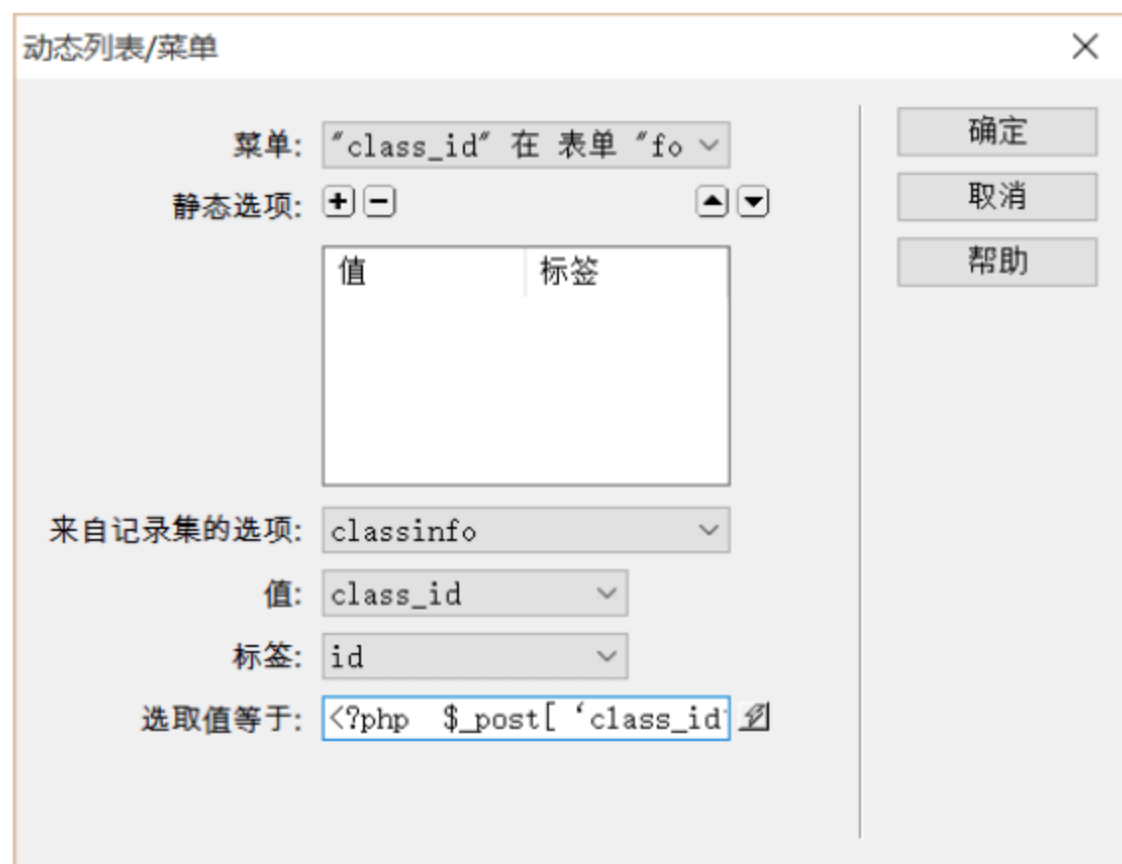 动态列表/菜单
菜单: "class_id" 在 表单 "fo
确定
静态选项:
取消
值 标签
帮助
来自记录集的选项: classinfo
值: class_id
标签: id
选取值等于: <?php $_post[ ‘class_id